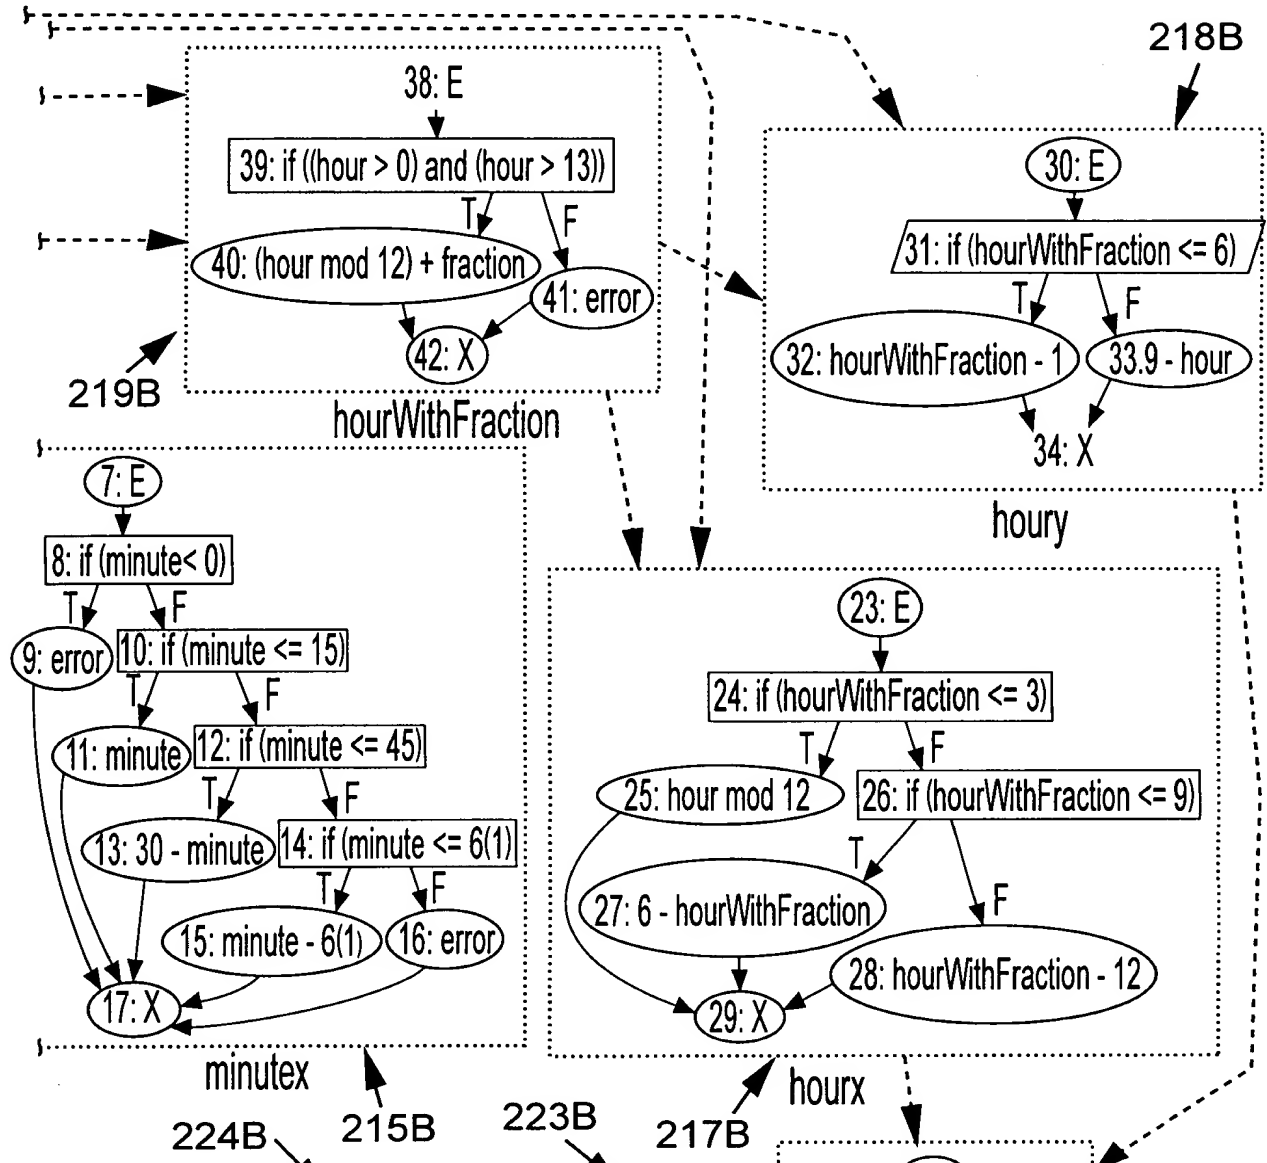 218B
38: E
39: if ((hour > 0) and (hour > 13))
T
F
40: (hour mod 12) + fraction
41: error
42: X
219B
hourWithFraction
30: E
31: if (hourWithFraction <= 6)
T
F
32: hourWithFraction - 1
33.9 - hour
34: X
houry
7: E
8: if (minute< 0)
T
F
9: error
10: if (minute <= 15)
T
F
11: minute
12: if (minute <= 45)
T
F
13: 30 - minute
14: if (minute <= 6(1)
T
F
15: minute - 6(1)
16: error
17: X
minutex
215B
23: E
24: if (hourWithFraction <= 3)
T
F
25: hour mod 12
26: if (hourWithFraction <= 9)
T
F
27: 6 - hourWithFraction
28: hourWithFraction - 12
29: X
hourx
217B
224B
223B